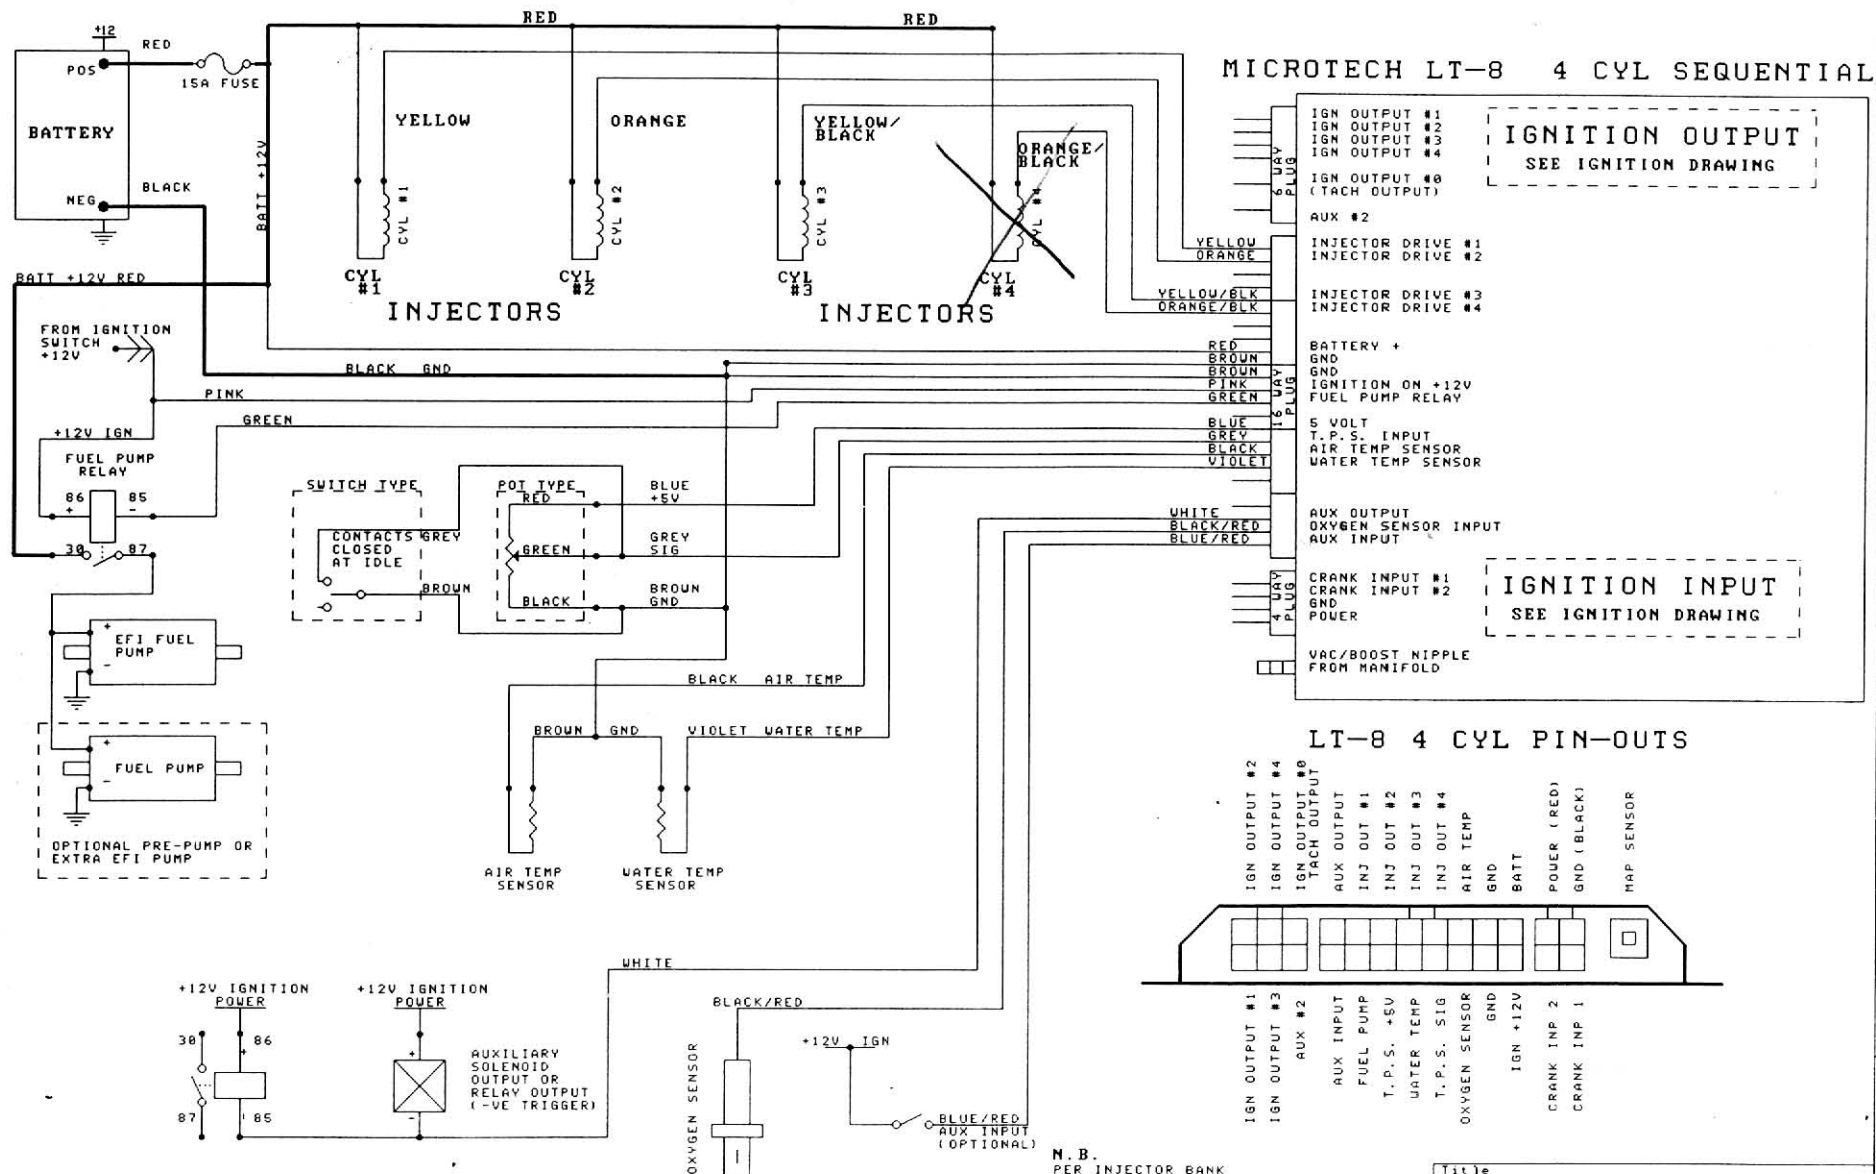 RED
RED
+12
RED
POS
15A FUSE
BATTERY
BATT +12V
BLACK
NEG
BATT +12V RED
YELLOW
ORANGE
YELLOW/
BLACK
ORANGE/
BLACK
CYL #1
CYL #2
CYL #3
CYL #4
CYL
#1
CYL
#2
CYL
#3
CYL
#4
INJECTORS
INJECTORS
FROM IGNITION
SWITCH
+12V
BLACK GND
PINK
GREEN
+12V IGN
FUEL PUMP
RELAY
86
85
+
-
30
87
+
EFI FUEL
PUMP
-
+
FUEL PUMP
-
OPTIONAL PRE-PUMP OR
EXTRA EFI PUMP
SWITCH TYPE
CONTACTS
CLOSED
AT IDLE
GREY
BROWN
POT TYPE
RED
GREEN
BLACK
BLUE
+5V
GREY
SIG
BROWN
GND
BLACK AIR TEMP
BROWN GND
VIOLET WATER TEMP
AIR TEMP
SENSOR
WATER TEMP
SENSOR
MICROTECH LT-8 4 CYL SEQUENTIAL
6 WAY
PLUG
IGN OUTPUT #1
IGN OUTPUT #2
IGN OUTPUT #3
IGN OUTPUT #4
IGN OUTPUT #0
(TACH OUTPUT)
AUX #2
IGNITION OUTPUT
SEE IGNITION DRAWING
YELLOW
ORANGE
INJECTOR DRIVE #1
INJECTOR DRIVE #2
YELLOW/BLK
ORANGE/BLK
INJECTOR DRIVE #3
INJECTOR DRIVE #4
16 WAY
PLUG
RED
BROWN
BROWN
PINK
GREEN
BATTERY +
GND
GND
IGNITION ON +12V
FUEL PUMP RELAY
BLUE
GREY
BLACK
VIOLET
5 VOLT
T.P.S. INPUT
AIR TEMP SENSOR
WATER TEMP SENSOR
WHITE
BLACK/RED
BLUE/RED
AUX OUTPUT
OXYGEN SENSOR INPUT
AUX INPUT
4 WAY
PLUG
CRANK INPUT #1
CRANK INPUT #2
GND
POWER
IGNITION INPUT
SEE IGNITION DRAWING
VAC/BOOST NIPPLE
FROM MANIFOLD
LT-8 4 CYL PIN-OUTS
IGN OUTPUT #2
IGN OUTPUT #4
IGN OUTPUT #0
TACH OUTPUT
AUX OUTPUT
INJ OUT #1
INJ OUT #2
INJ OUT #3
INJ OUT #4
AIR TEMP
GND
BATT
POWER (RED)
GND (BLACK)
MAP SENSOR
IGN OUTPUT #1
IGN OUTPUT #3
AUX #2
AUX INPUT
FUEL PUMP
T.P.S. +5V
WATER TEMP
T.P.S. SIG
OXYGEN SENSOR
GND
IGN +12V
CRANK INP 2
CRANK INP 1
WHITE
+12V IGNITION
POWER
30
86
+
87
85
-
+12V IGNITION
POWER
+
-
AUXILIARY
SOLENOID
OUTPUT OR
RELAY OUTPUT
(-VE TRIGGER)
BLACK/RED
OXYGEN SENSOR
+12V IGN
BLUE/RED
AUX INPUT
(OPTIONAL)
N.B.
PER INJECTOR BANK
Title